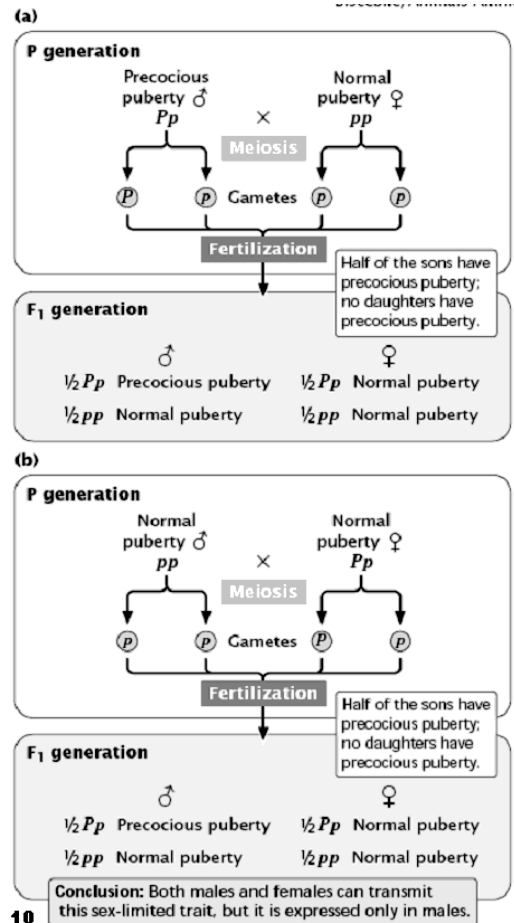 (a)
P generation
Precocious puberty ♂ Pp
×
Normal puberty ♀ pp
Meiosis
P p Gametes p p
Fertilization
Half of the sons have
precocious puberty;
no daughters have
precocious puberty.
F₁ generation
♂ ♀
½ Pp Precocious puberty ½ Pp Normal puberty
½ pp Normal puberty ½ pp Normal puberty
(b)
P generation
Normal puberty ♂ pp
×
Normal puberty ♀ Pp
Meiosis
p p Gametes P p
Fertilization
Half of the sons have
precocious puberty;
no daughters have
precocious puberty.
F₁ generation
♂ ♀
½ Pp Precocious puberty ½ Pp Normal puberty
½ pp Normal puberty ½ pp Normal puberty
Conclusion: Both males and females can transmit
this sex-limited trait, but it is expressed only in males.
10